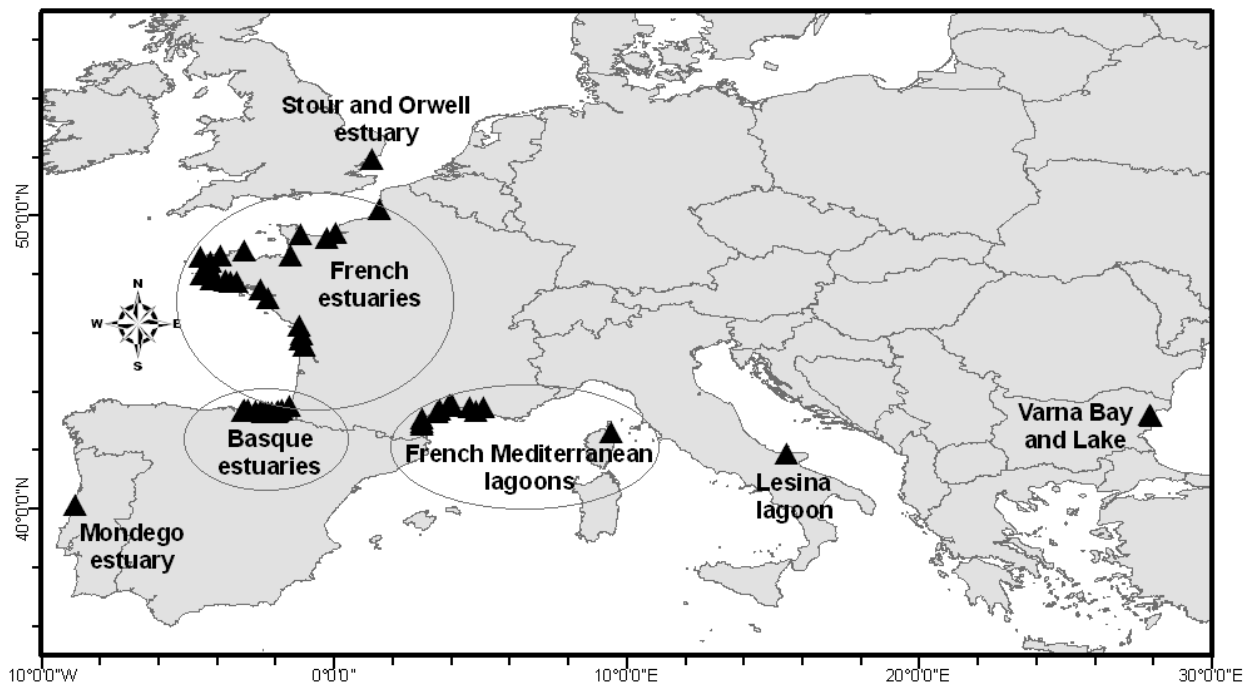 Stour and Orwell
estuary
50°0'0"N
French
estuaries
N
W
E
S
Basque
estuaries
French Mediterranean
lagoons
Varna Bay
and Lake
Lesina
lagoon
40°0'0"N
Mondego
estuary
10°0'0"W
0°0'0"
10°0'0"E
20°0'0"E
30°0'0"E